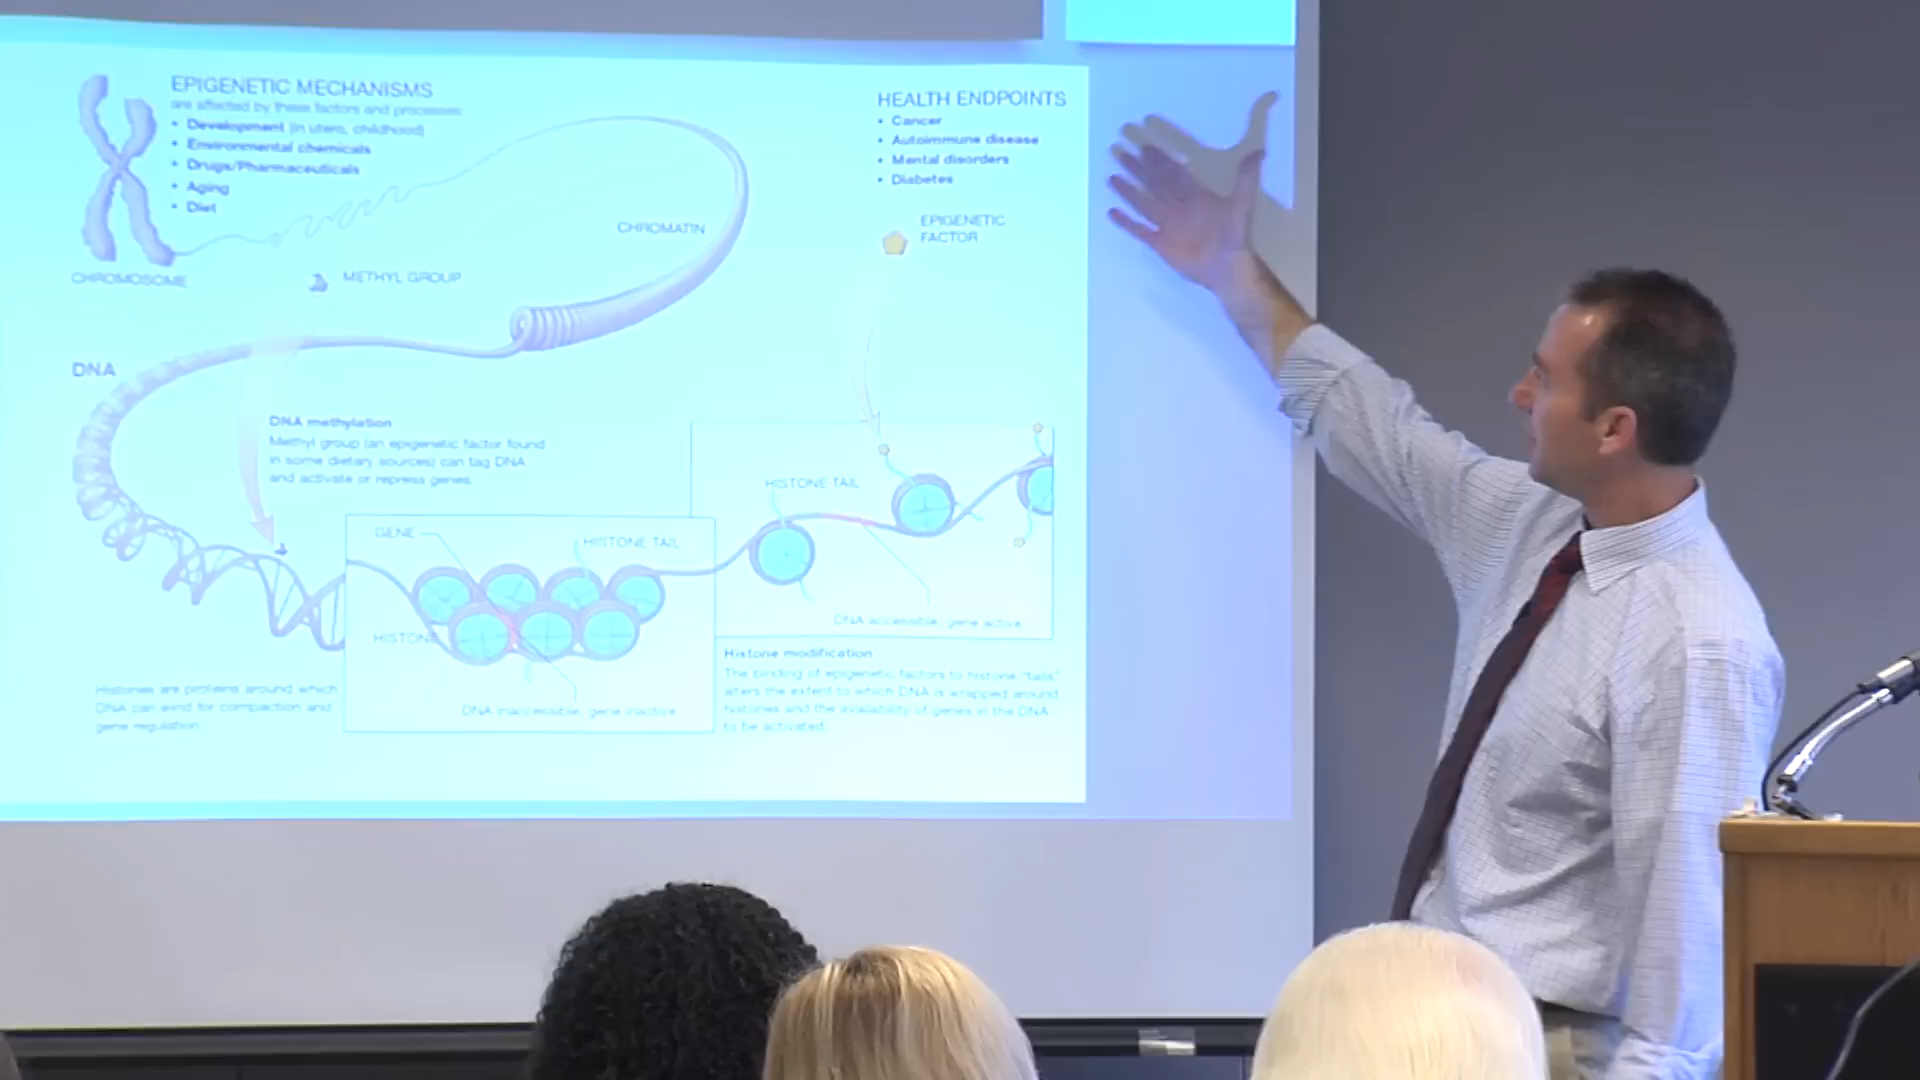 EPIGENETIC MECHANISMS
are affected by these factors and processes:
• Development (in utero, childhood)
• Environmental chemicals
• Drugs/Pharmaceuticals
• Aging
• Diet
HEALTH ENDPOINTS
• Cancer
• Autoimmune disease
• Mental disorders
• Diabetes
EPIGENETIC
FACTOR
CHROMATIN
CHROMOSOME
METHYL GROUP
DNA
DNA methylation
Methyl group (an epigenetic factor found
in some dietary sources) can tag DNA
and activate or repress genes.
HISTONE TAIL
GENE
HISTONE TAIL
DNA accessible, gene active
HISTONE
Histone modification
The binding of epigenetic factors to histone "tails"
alters the extent to which DNA is wrapped around
histones and the availability of genes in the DNA
to be activated.
Histones are proteins around which
DNA can wind for compaction and
gene regulation.
DNA inaccessible, gene inactive